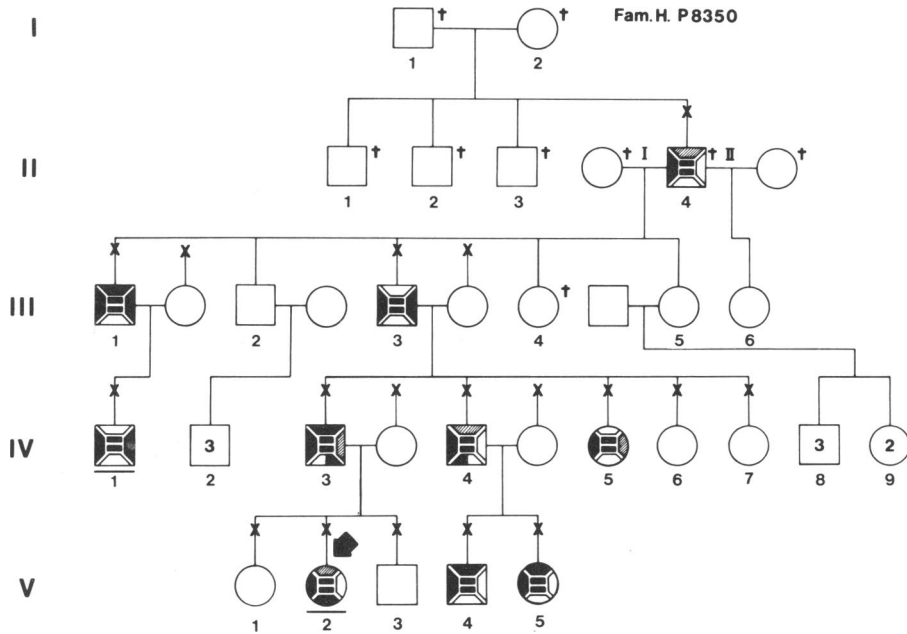 I
Fam. H. P8350
† †
1 2
II
† † † † I † II †
1 2 3 4
X X X X X
III
†
1 2 3 4 5 6
X X X X X X X X
IV
3 3 2
1 2 3 4 5 6 7 8 9
X X X X X
V
1 2 3 4 5